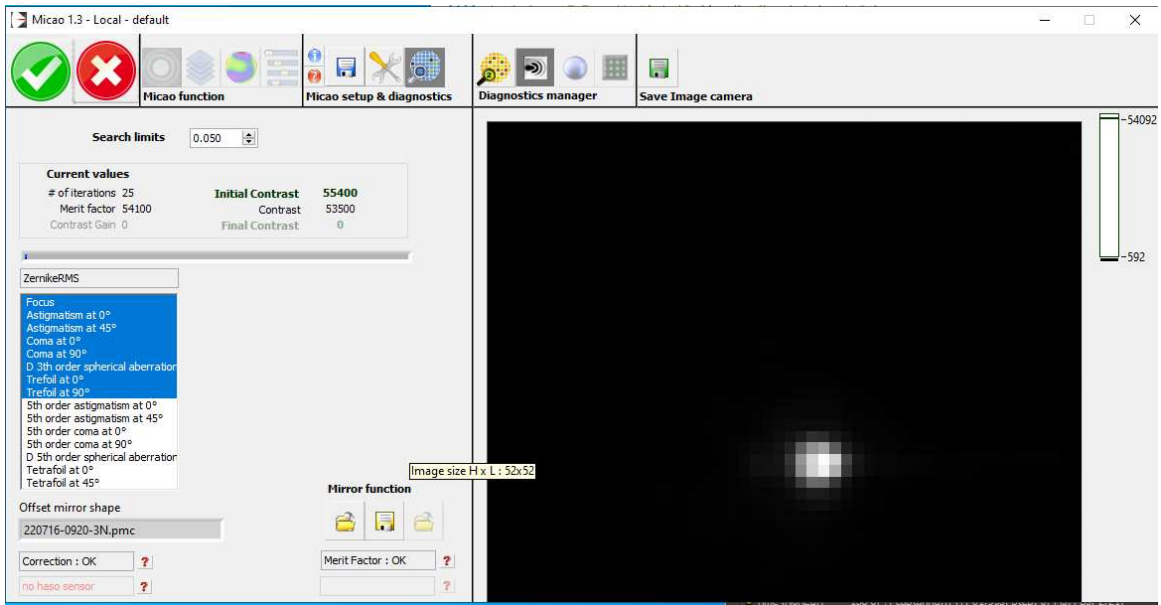 Micao 1.3 - Local - default
Micao function
Micao setup & diagnostics
Diagnostics manager
Save Image camera
Search limits 0.050
Current values
# of iterations 25
Initial Contrast 55400
Merit factor 54100
Contrast 53500
Contrast Gain 0
Final Contrast 0
ZernikeRMS
Focus
Astigmatism at 0°
Astigmatism at 45°
Coma at 0°
Coma at 90°
D 3th order spherical aberration
Trefoil at 0°
Trefoil at 90°
5th order astigmatism at 0°
5th order astigmatism at 45°
5th order coma at 0°
5th order coma at 90°
D 5th order spherical aberration
Tetrafoil at 0°
Tetrafoil at 45°
Offset mirror shape
220716-0920-3N.pmc
Correction : OK ?
no haso sensor ?
Mirror function
Merit Factor : OK ?
?
Image size H x L : 52x52
54092
592